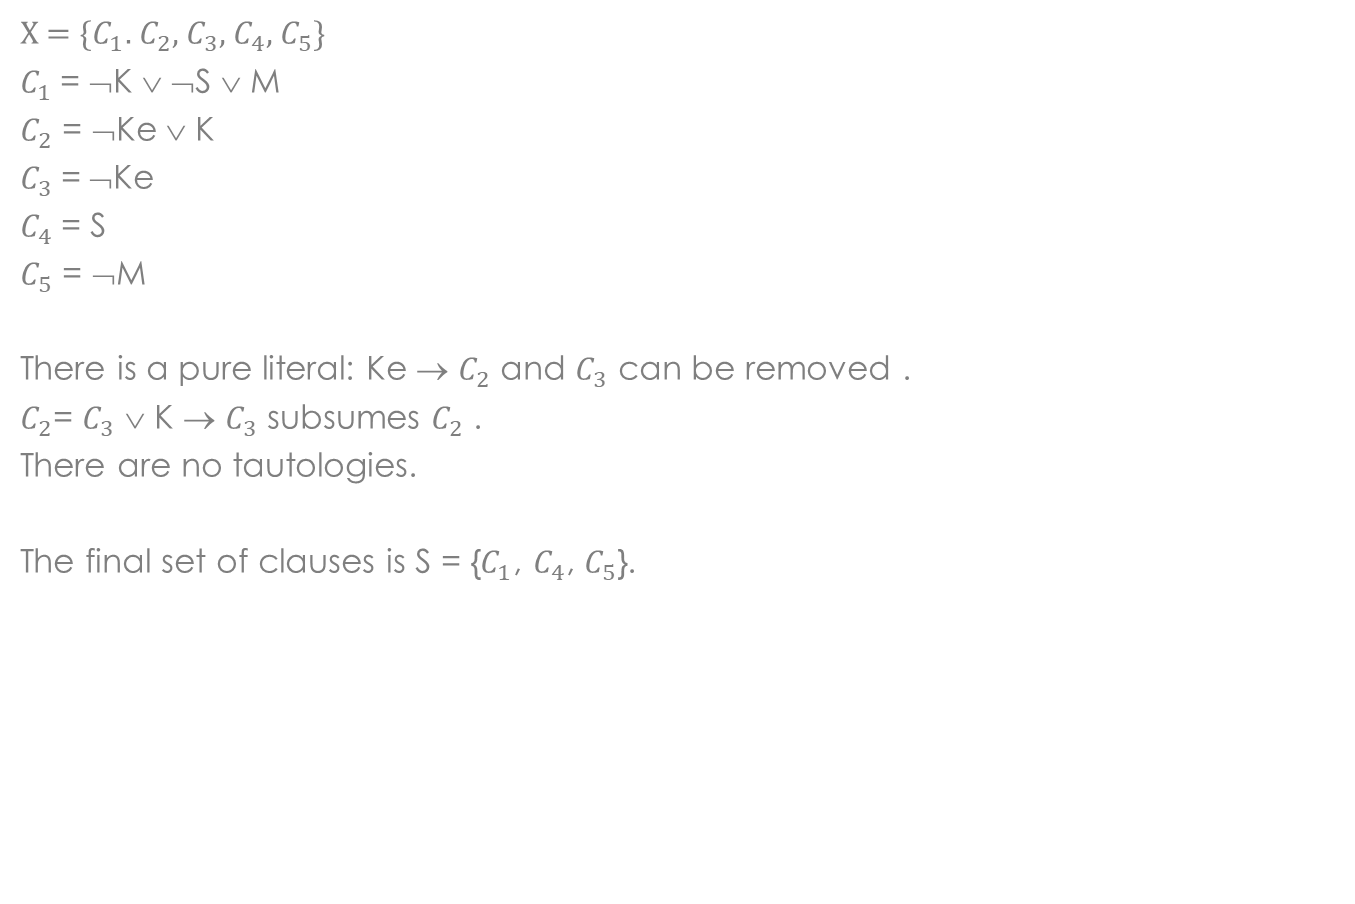 X = {C₁. C₂, C₃, C₄, C₅}
C₁ = ¬K ∨ ¬S ∨ M
C₂ = ¬Ke ∨ K
C₃ = ¬Ke
C₄ = S
C₅ = ¬M
There is a pure literal: Ke → C₂ and C₃ can be removed .
C₂= C₃ ∨ K → C₃ subsumes C₂ .
There are no tautologies.
The final set of clauses is S = {C₁, C₄, C₅}.